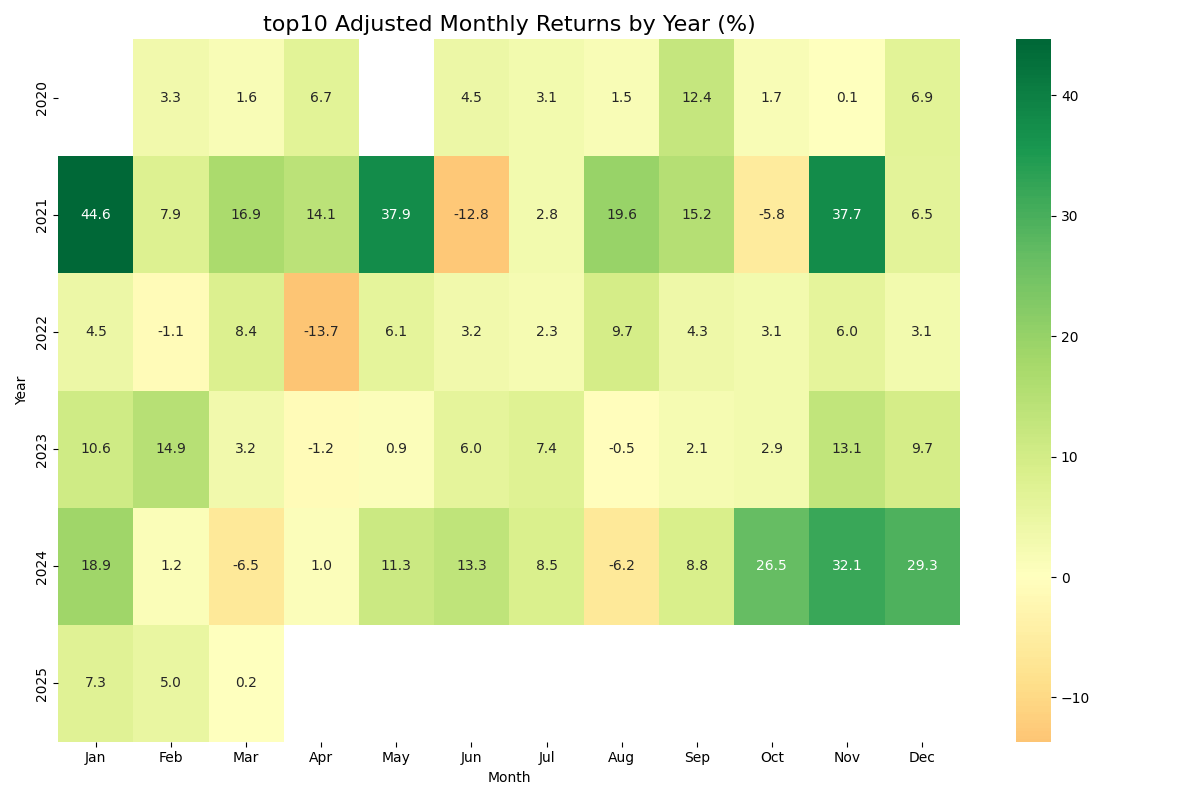 top10 Adjusted Monthly Returns by Year (%)
2020 3.3 1.6 6.7 4.5 3.1 1.5 12.4 1.7 0.1 6.9
2021 44.6 7.9 16.9 14.1 37.9 -12.8 2.8 19.6 15.2 -5.8 37.7 6.5
2022 4.5 -1.1 8.4 -13.7 6.1 3.2 2.3 9.7 4.3 3.1 6.0 3.1
2023 10.6 14.9 3.2 -1.2 0.9 6.0 7.4 -0.5 2.1 2.9 13.1 9.7
2024 18.9 1.2 -6.5 1.0 11.3 13.3 8.5 -6.2 8.8 26.5 32.1 29.3
2025 7.3 5.0 0.2
Jan Feb Mar Apr May Jun Jul Aug Sep Oct Nov Dec
Month
Year
40
30
20
10
0
−10